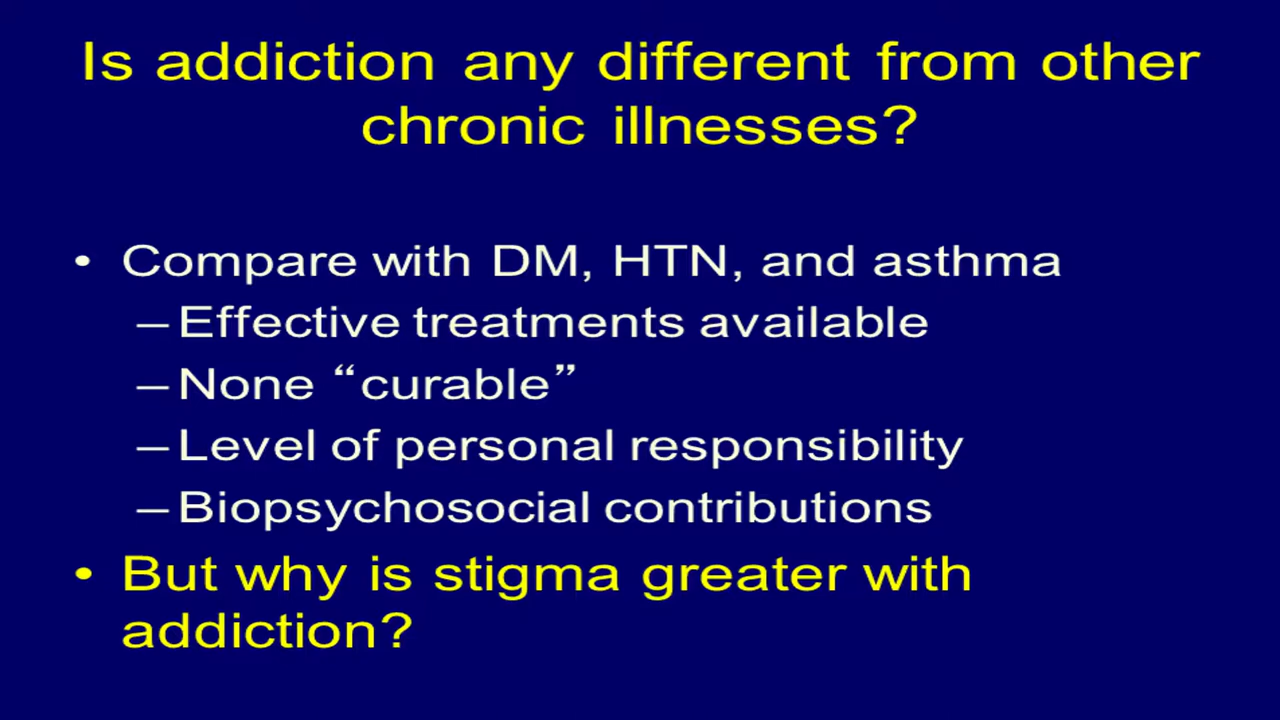 Is addiction any different from other
chronic illnesses?
• Compare with DM, HTN, and asthma
–Effective treatments available
–None “curable”
–Level of personal responsibility
–Biopsychosocial contributions
• But why is stigma greater with
addiction?